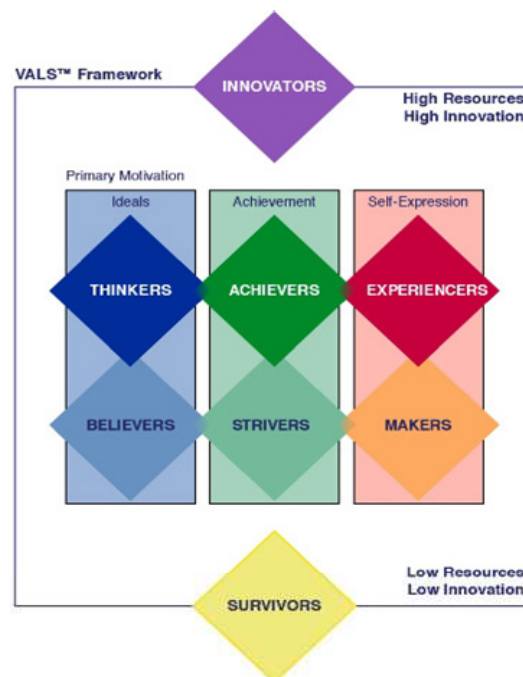 VALS™ Framework
INNOVATORS
High Resources
High Innovation
Primary Motivation
Ideals
Achievement
Self-Expression
THINKERS
ACHIEVERS
EXPERIENCERS
BELIEVERS
STRIVERS
MAKERS
Low Resources
Low Innovation
SURVIVORS